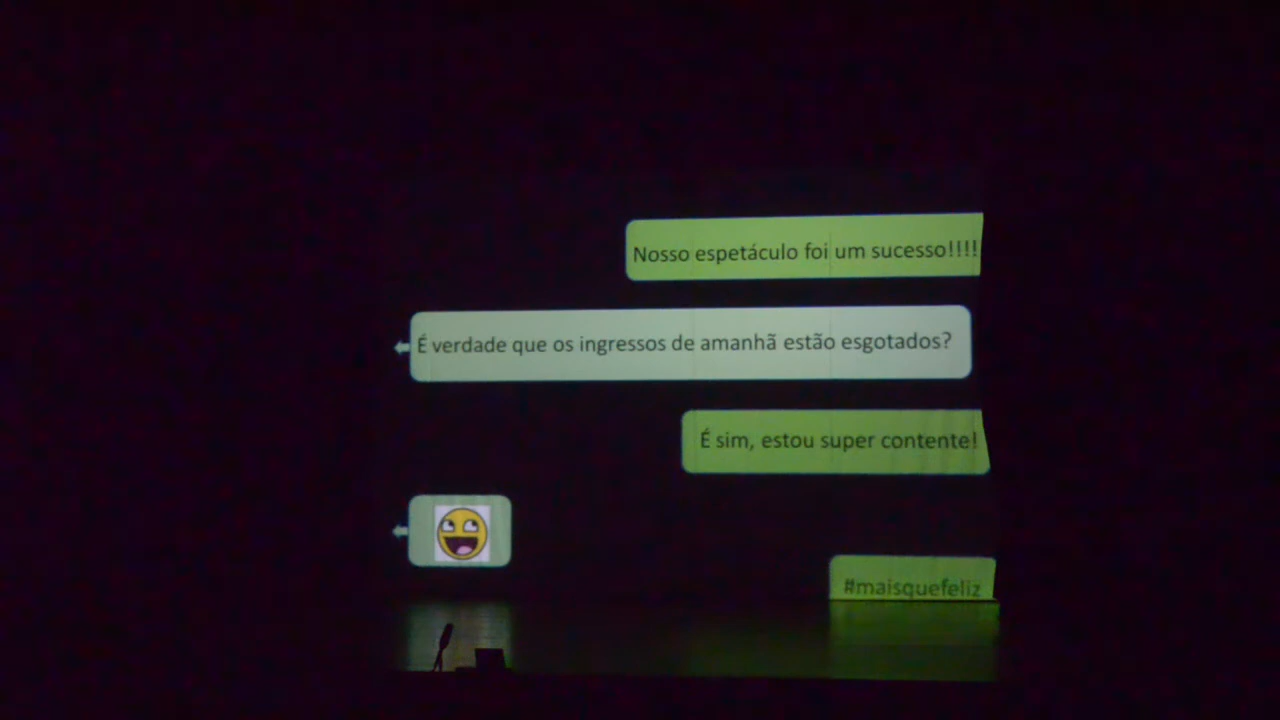 Nosso espetáculo foi um sucesso!!!!
É verdade que os ingressos de amanhã estão esgotados?
É sim, estou super contente!
#maisquefeliz